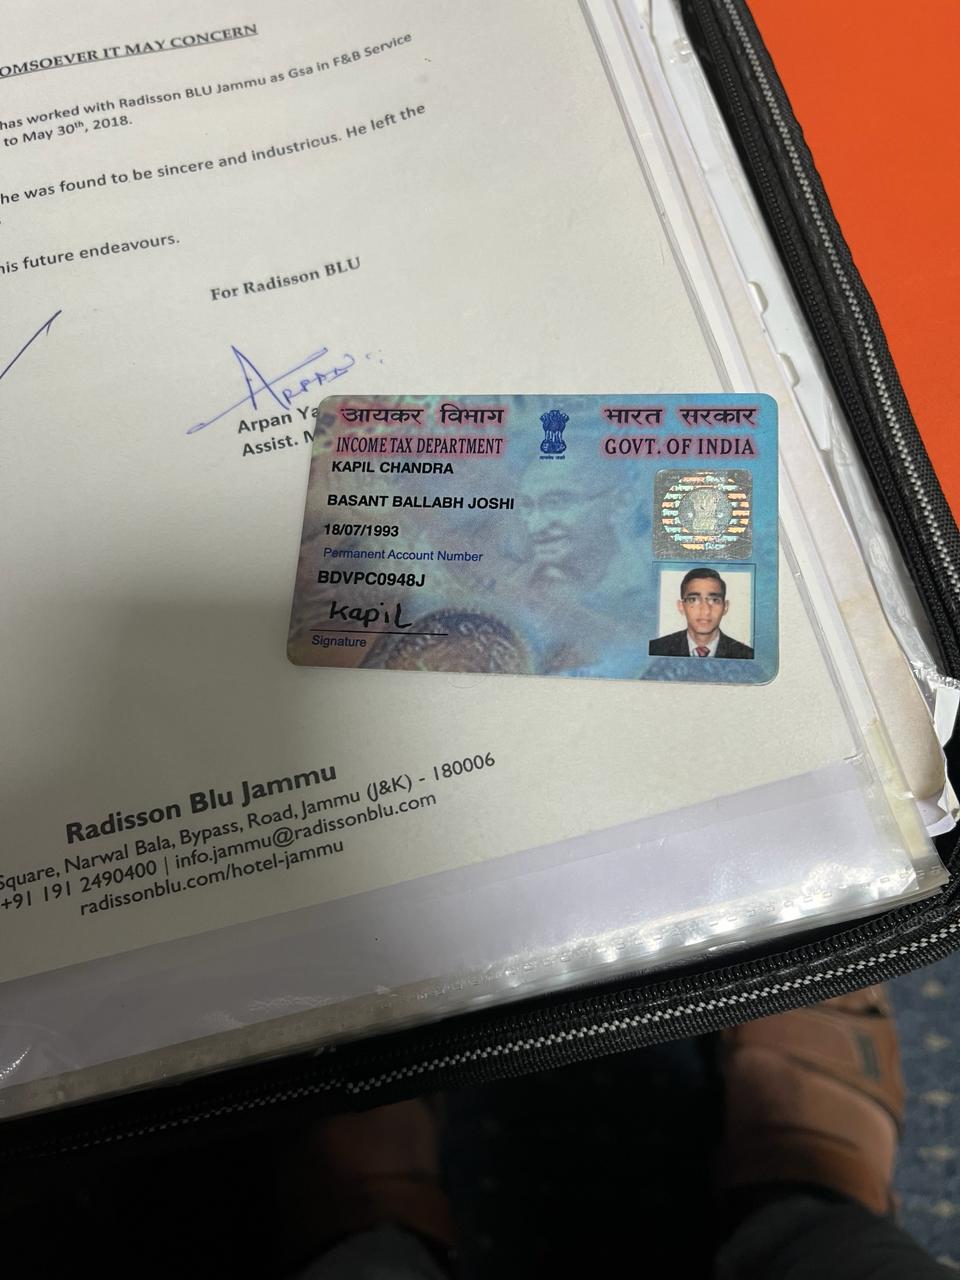 OMSOEVER IT MAY CONCERN
has worked with Radisson BLU Jammu as Gsa in F&B Service
to May 30th, 2018.
he was found to be sincere and industrious. He left the
his future endeavours.
For Radisson BLU
ARPAN
Arpan Ya
Assist. M
आयकर विभाग
भारत सरकार
INCOME TAX DEPARTMENT
GOVT. OF INDIA
KAPIL CHANDRA
BASANT BALLABH JOSHI
18/07/1993
Permanent Account Number
BDVPC0948J
Kapil
Signature
Radisson Blu Jammu
Square, Narwal Bala, Bypass, Road, Jammu (J&K) - 180006
+91 191 2490400 | info.jammu@radissonblu.com
radissonblu.com/hotel-jammu